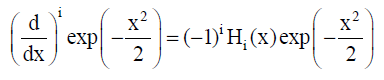 (d/dx)^i exp(−x²/2) = (−1)^i H_i(x) exp(−x²/2)